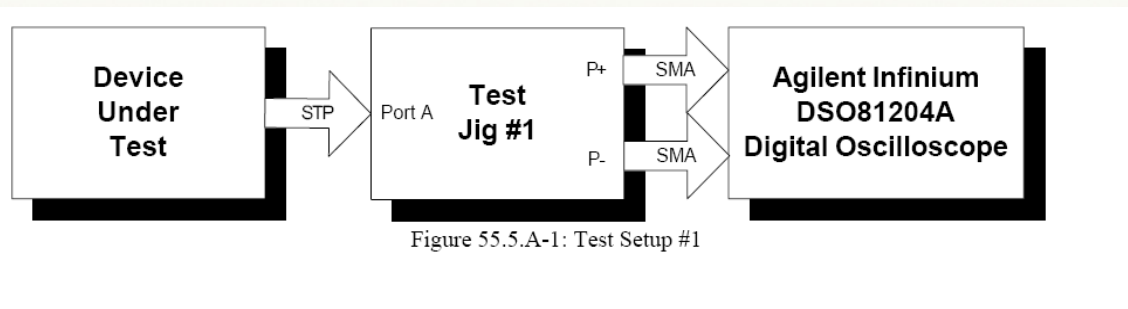 Device
Under
Test
STP
Port A
Test
Jig #1
P+
P-
SMA
SMA
Agilent Infinium
DSO81204A
Digital Oscilloscope
Figure 55.5.A-1: Test Setup #1